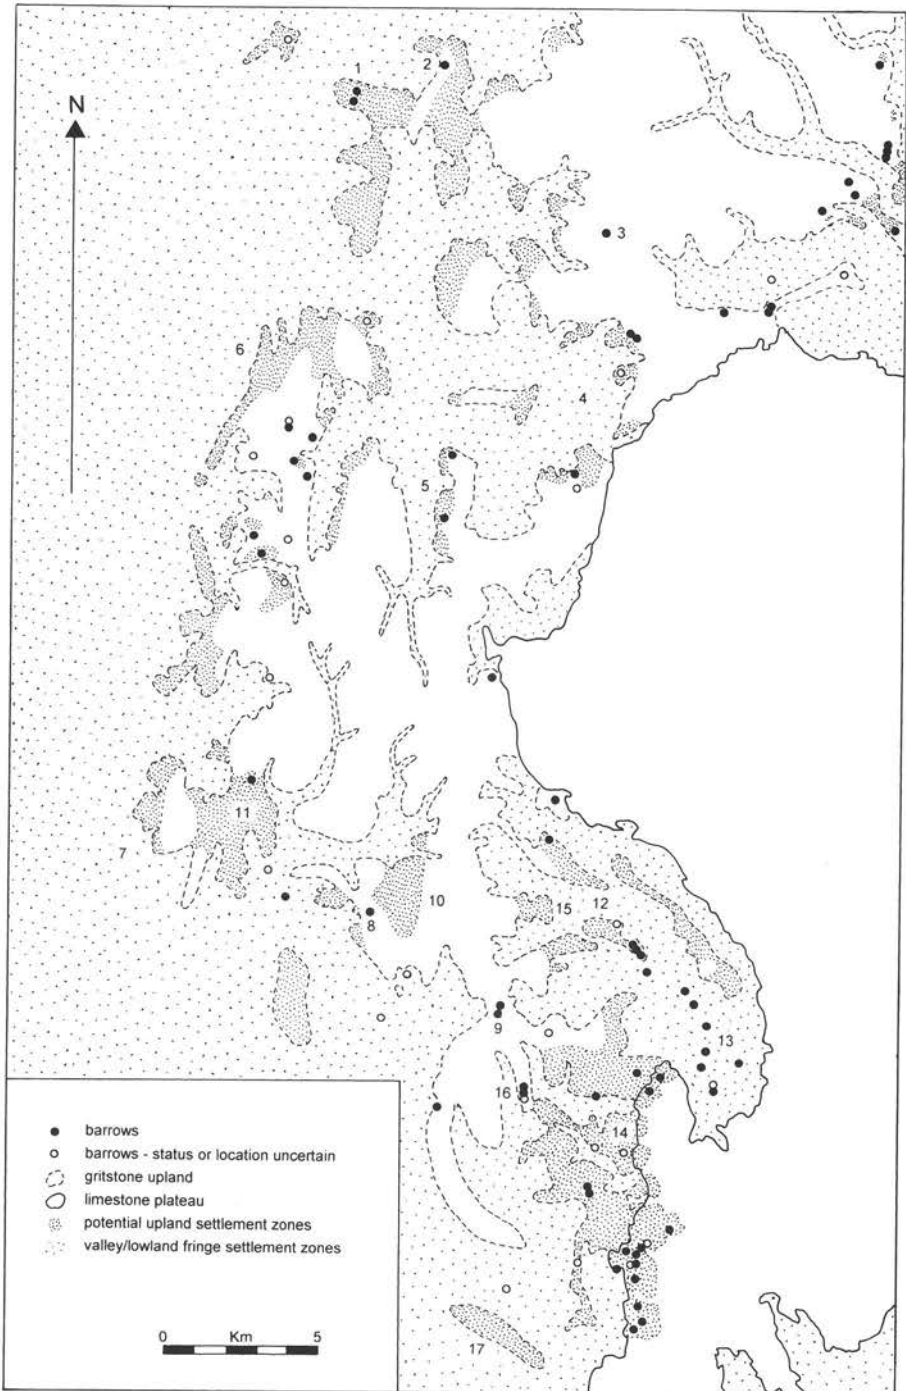 1
2
N
3
6
4
5
11
7
10
15
12
8
9
13
16
14
17
barrows
barrows - status or location uncertain
gritstone upland
limestone plateau
potential upland settlement zones
valley/lowland fringe settlement zones
0 Km 5